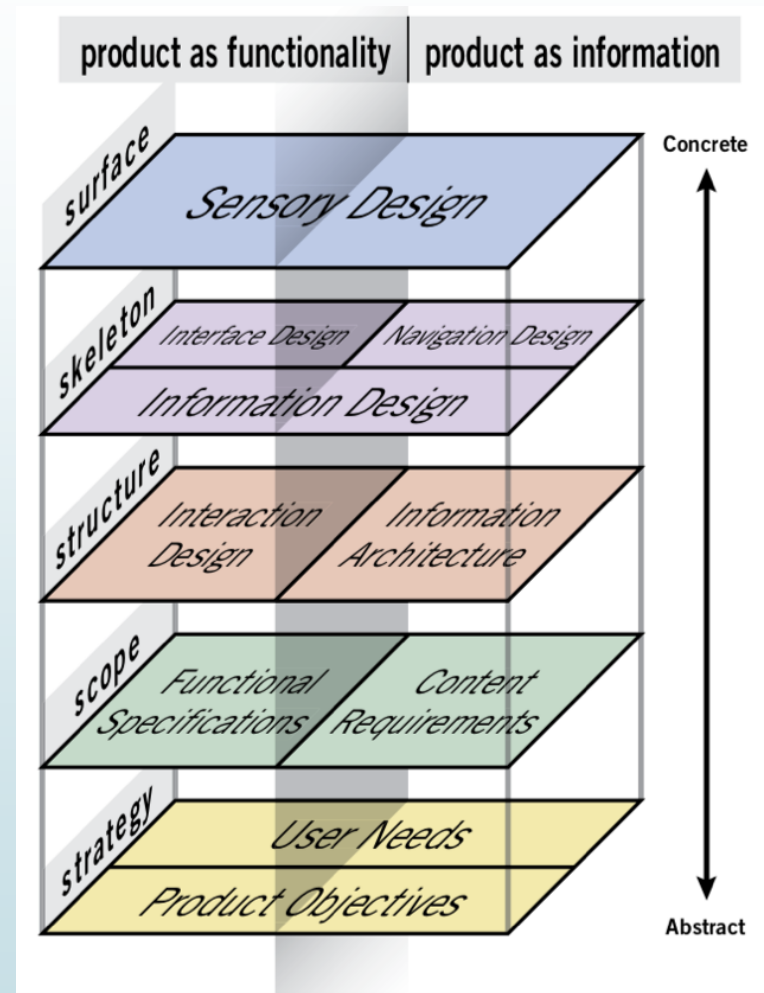 product as functionality
product as information
Concrete
surface
Sensory Design
skeleton
Interface Design
Navigation Design
Information Design
structure
Interaction
Design
Information
Architecture
scope
Functional
Specifications
Content
Requirements
strategy
User Needs
Product Objectives
Abstract